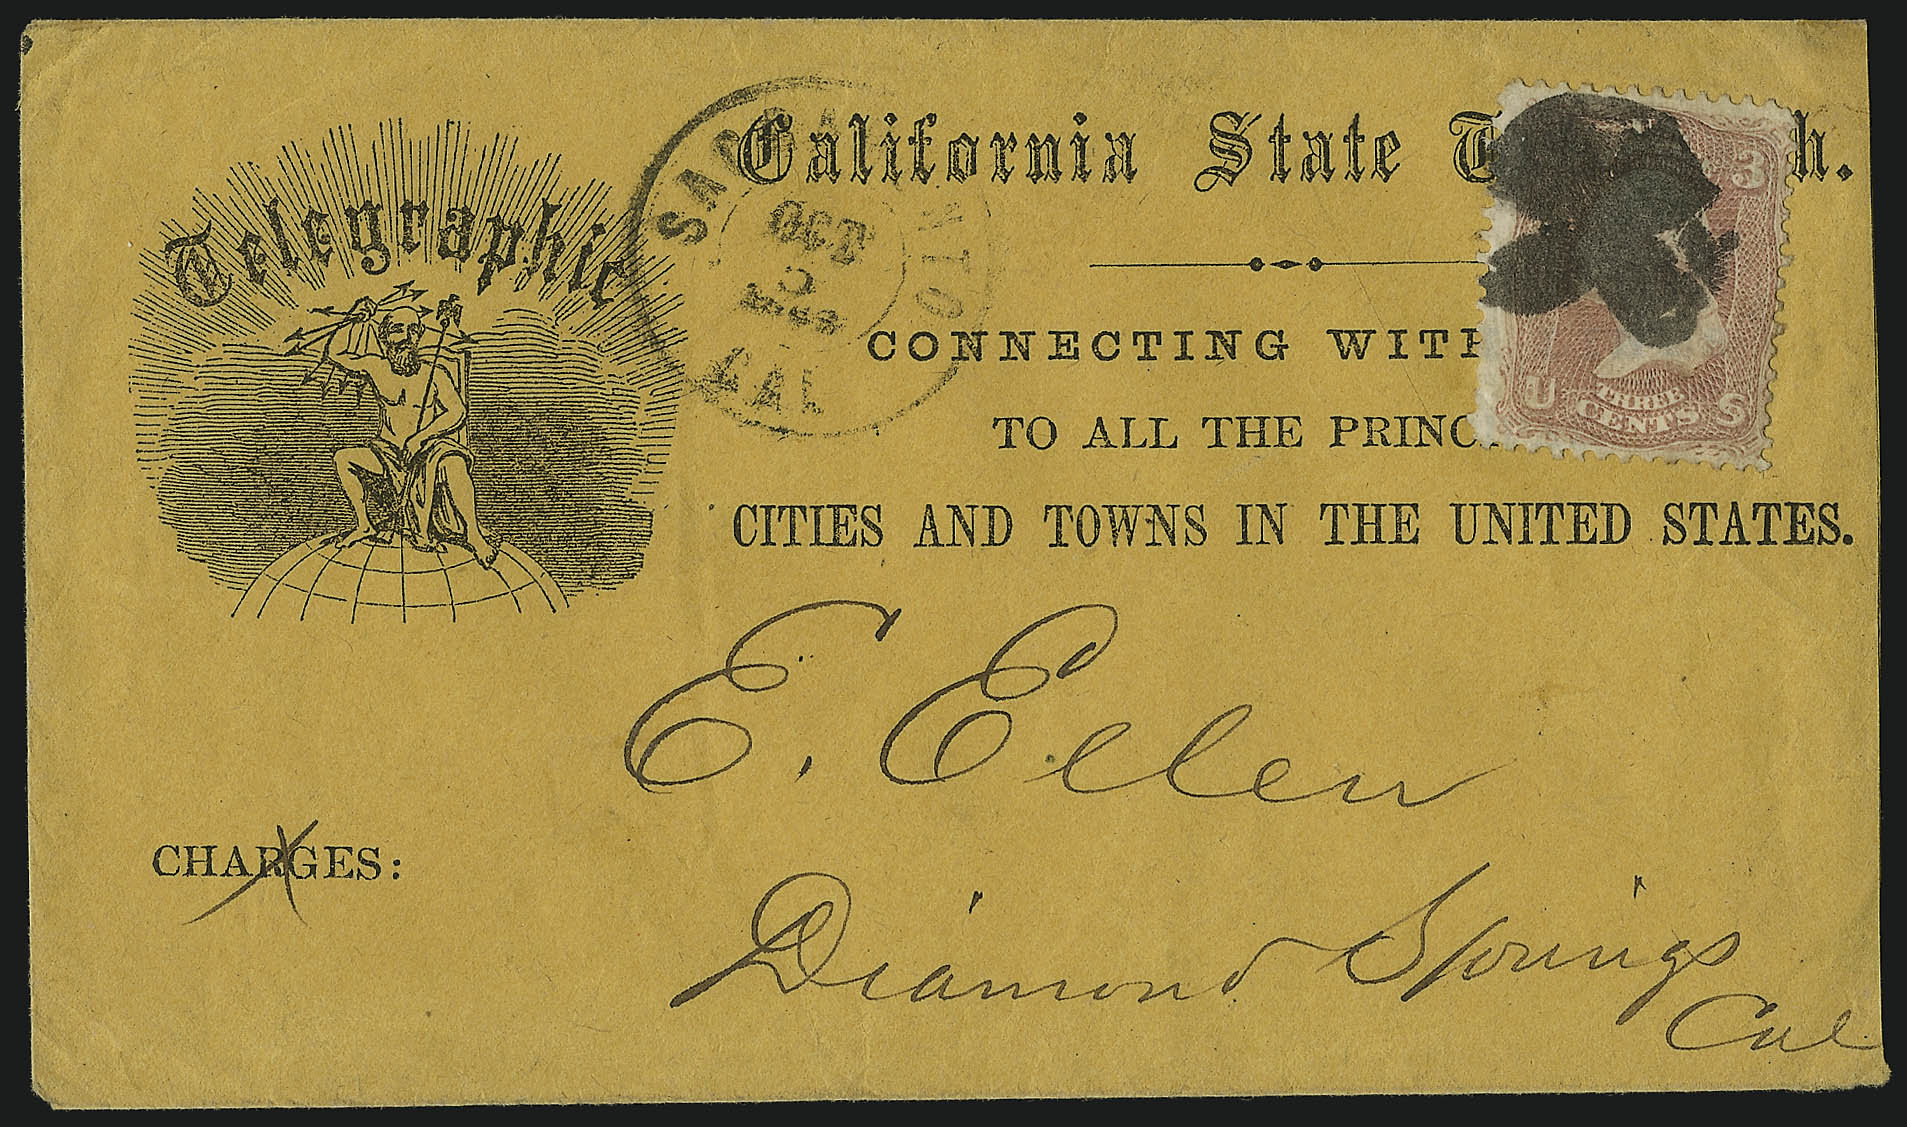 Telegraphic
California State
CONNECTING WITH
TO ALL THE PRINC
CITIES AND TOWNS IN THE UNITED STATES.
OCT
CAL
3
U S
THREE
CENTS
E. Ellen
CHARGES:
Diamond Springs
Cal